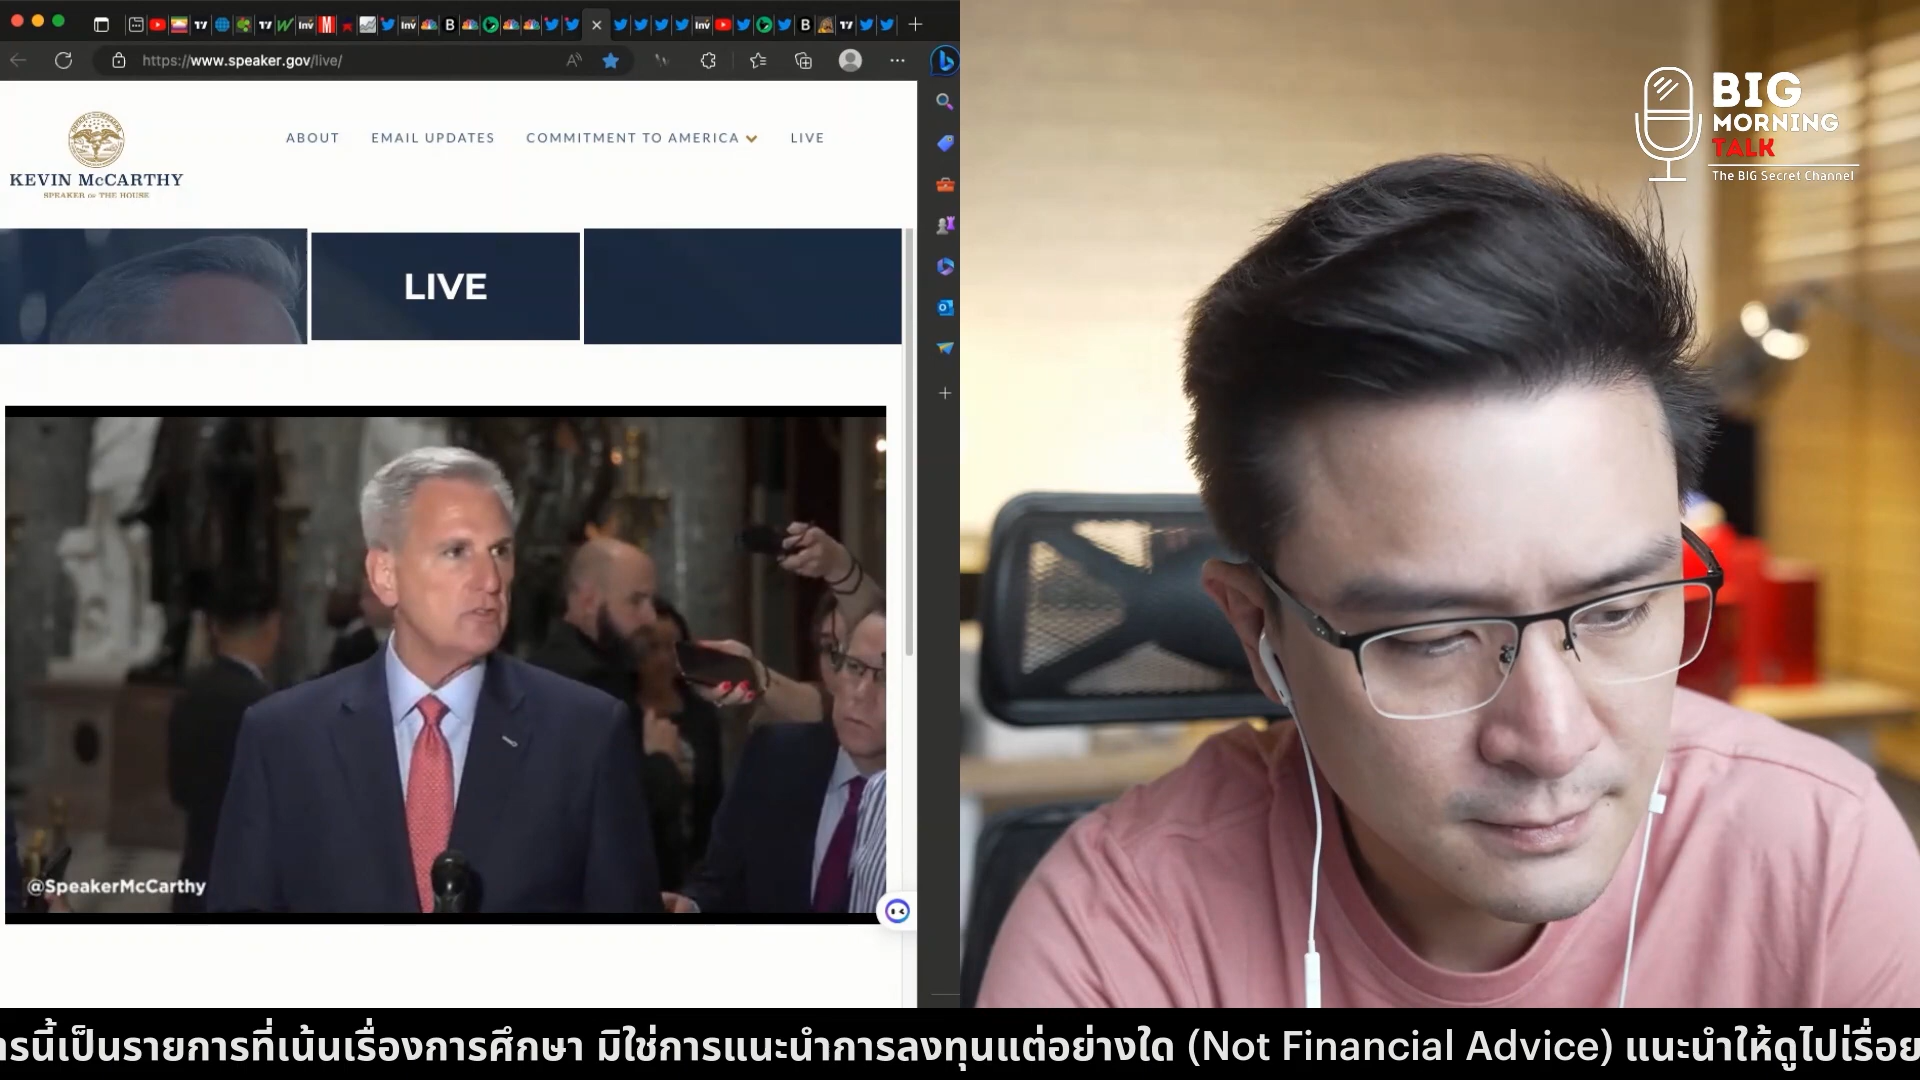 https://www.speaker.gov/live/
KEVIN McCARTHY
SPEAKER OF THE HOUSE
ABOUT
EMAIL UPDATES
COMMITMENT TO AMERICA
LIVE
LIVE
@SpeakerMcCarthy
BIG
MORNING
TALK
The BIG Secret Channel
ารนี้เป็นรายการที่เน้นเรื่องการศึกษา มิใช่การแนะนำการลงทุนแต่อย่างใด (Not Financial Advice) แนะนำให้ดูไปเรื่อย